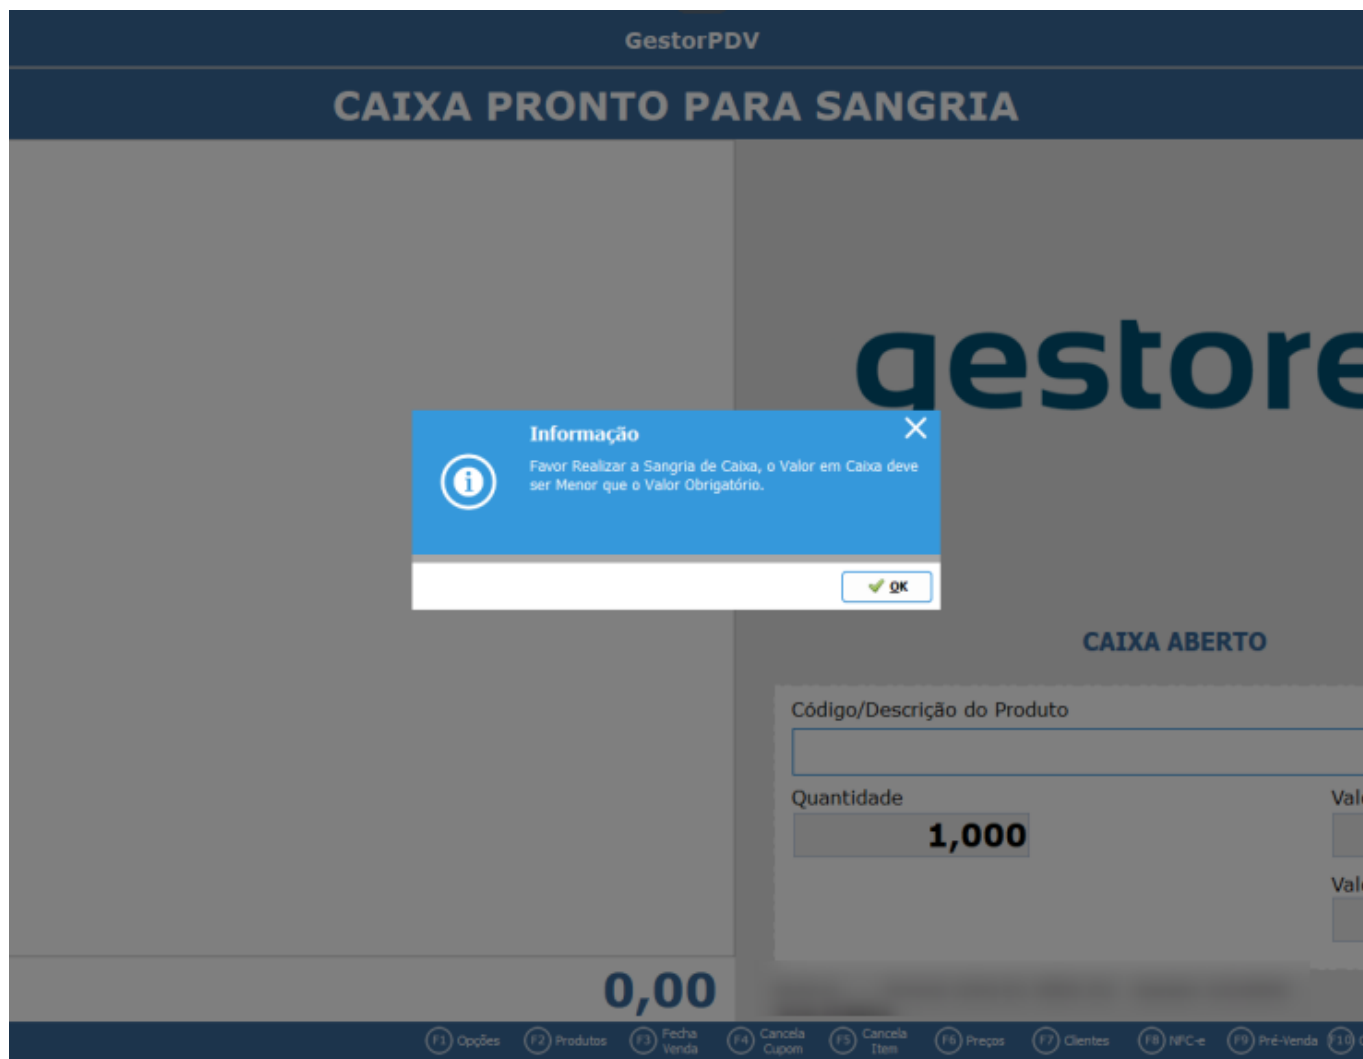 GestorPDV
CAIXA PRONTO PARA SANGRIA
gestore
Informação
Favor Realizar a Sangria de Caixa, o Valor em Caixa deve
ser Menor que o Valor Obrigatório.
OK
CAIXA ABERTO
Código/Descrição do Produto
Quantidade
1,000
0,00
F1 Opções F2 Produtos F3 Fecha Venda F4 Cancela Cupom F5 Cancela Item F6 Preços F7 Clientes F8 NFC-e F9 Pré-Venda F10